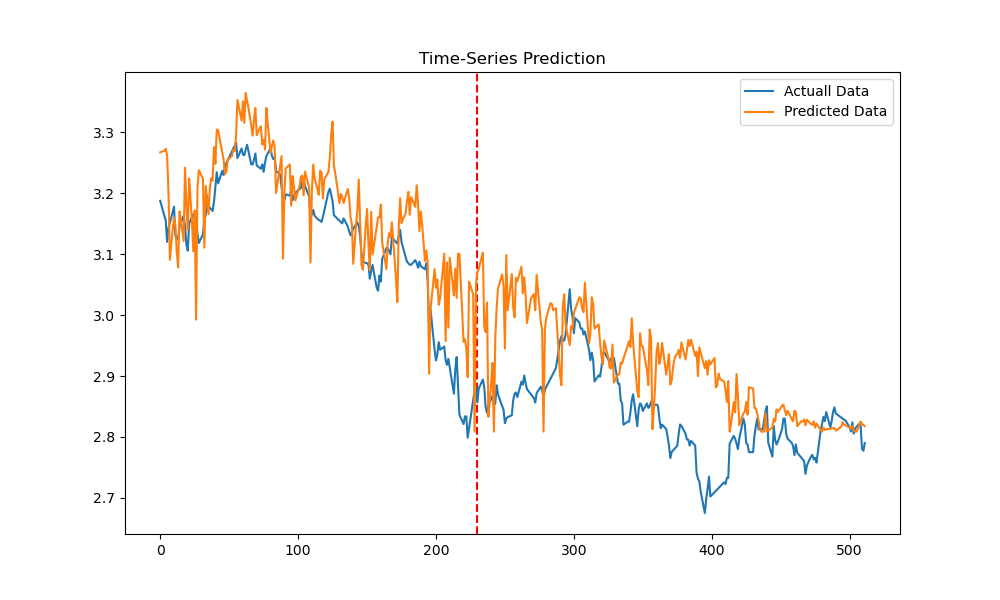 Time-Series Prediction
Actuall Data
Predicted Data
3.3
3.2
3.1
3.0
2.9
2.8
2.7
0 100 200 300 400 500